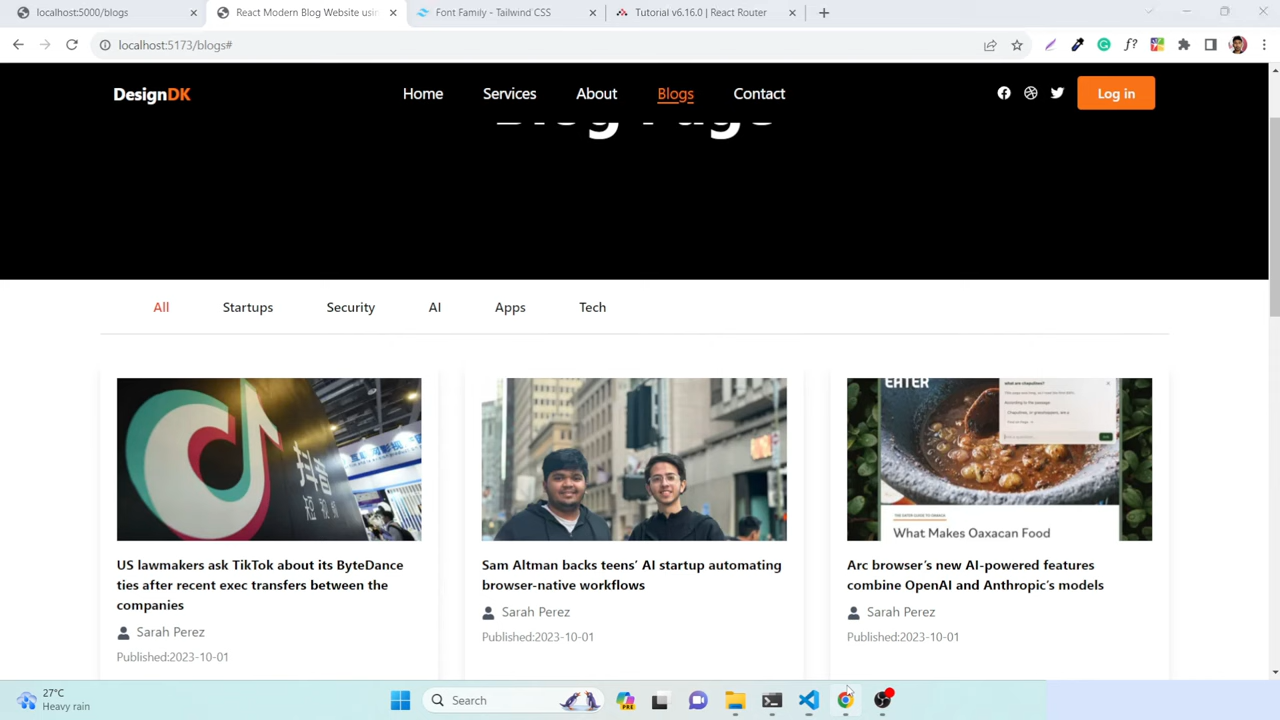 localhost:5000/blogs
React Modern Blog Website usin
Font Family - Tailwind CSS
Tutorial v6.16.0 | React Router
localhost:5173/blogs#
f?
DesignDK
Home
Services
About
Blogs
Contact
Log in
Blog Page
All
Startups
Security
AI
Apps
Tech
EATER
What Makes Oaxacan Food
US lawmakers ask TikTok about its ByteDance
ties after recent exec transfers between the
companies
Sarah Perez
Published:2023-10-01
Sam Altman backs teens’ AI startup automating
browser-native workflows
Sarah Perez
Published:2023-10-01
Arc browser’s new AI-powered features
combine OpenAI and Anthropic’s models
Sarah Perez
Published:2023-10-01
27°C
Heavy rain
Search
PRE